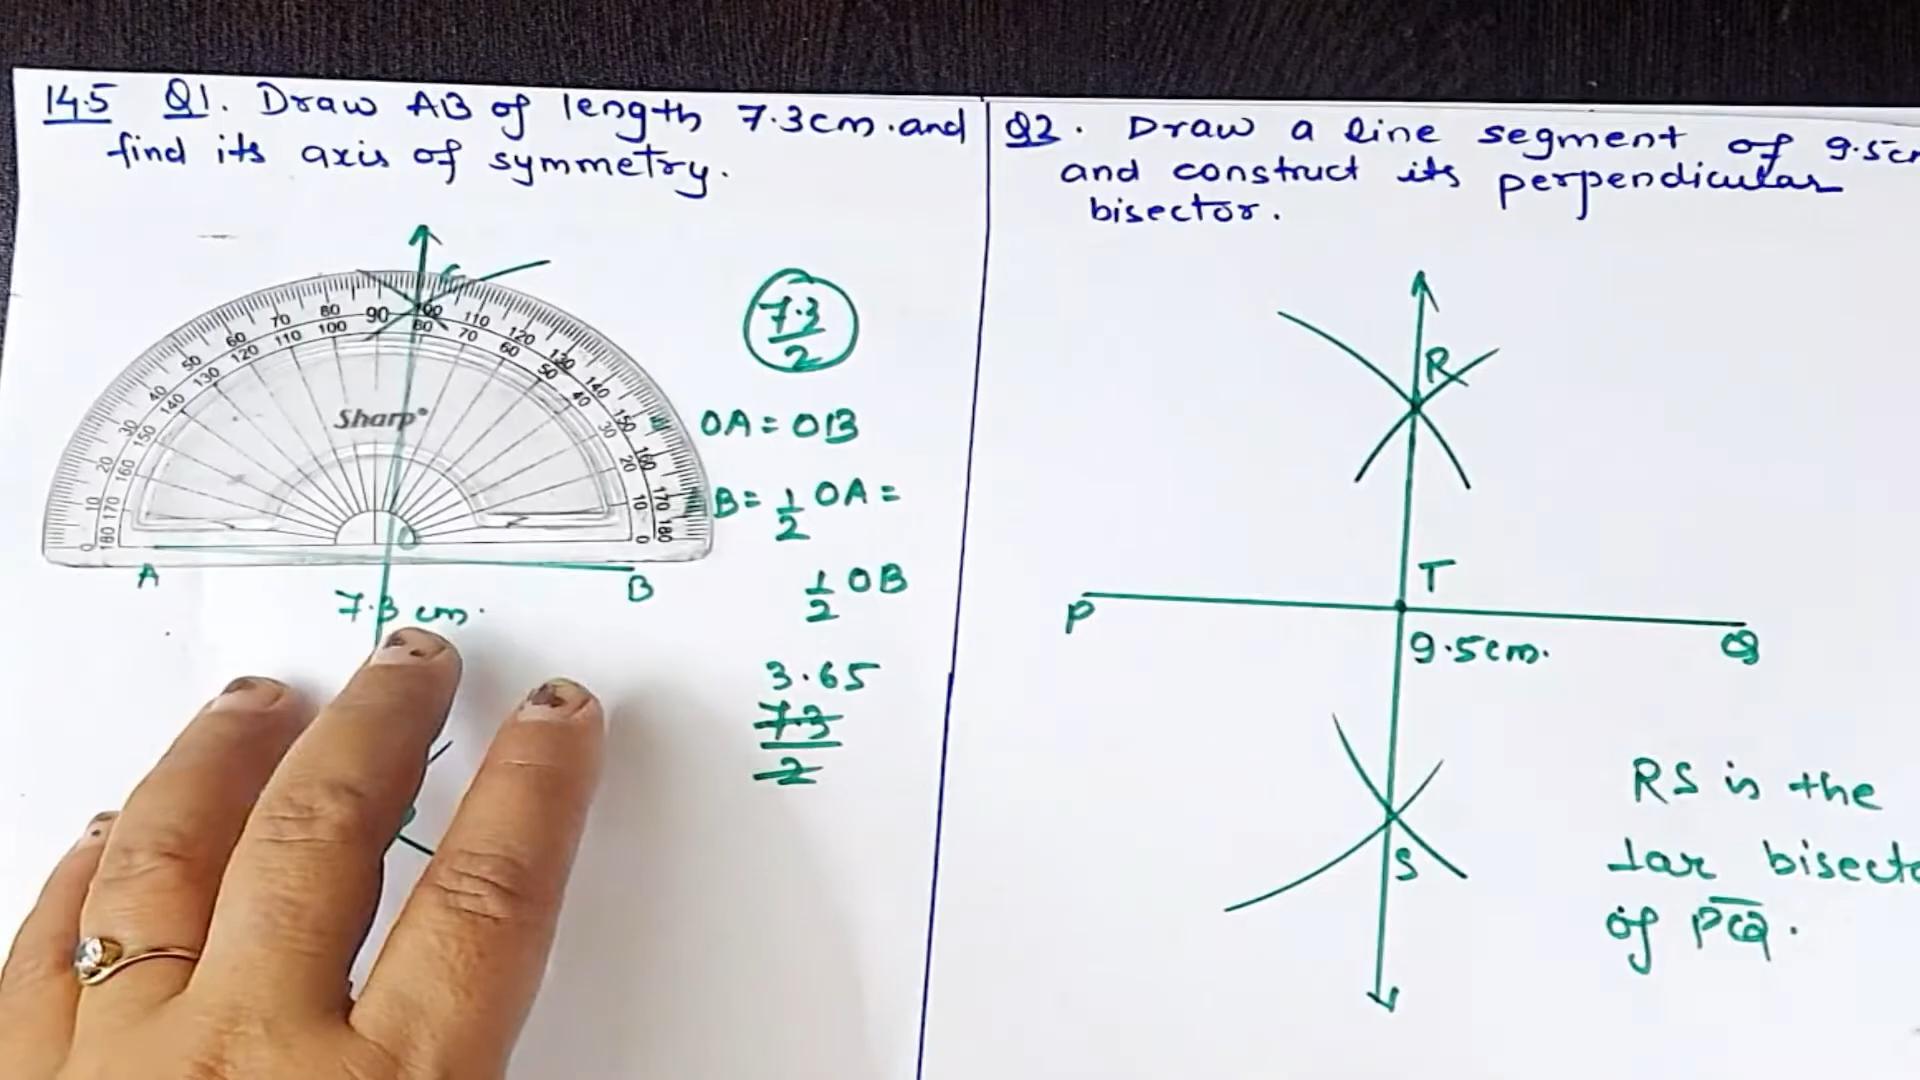 14.5 Q1. Draw AB of length 7.3cm. and
find its axis of symmetry.
C
90
Sharp®
O
A
B
7.3 cm.
7.3
2
OA = OB
B = 1/2 OA =
1/2 OB
3.65
7.3
2
Q2. Draw a line segment of 9.5c
and construct its perpendicular
bisector.
R
T
P
Q
9.5cm.
S
RS is the
⊥ar bisect
of PQ.